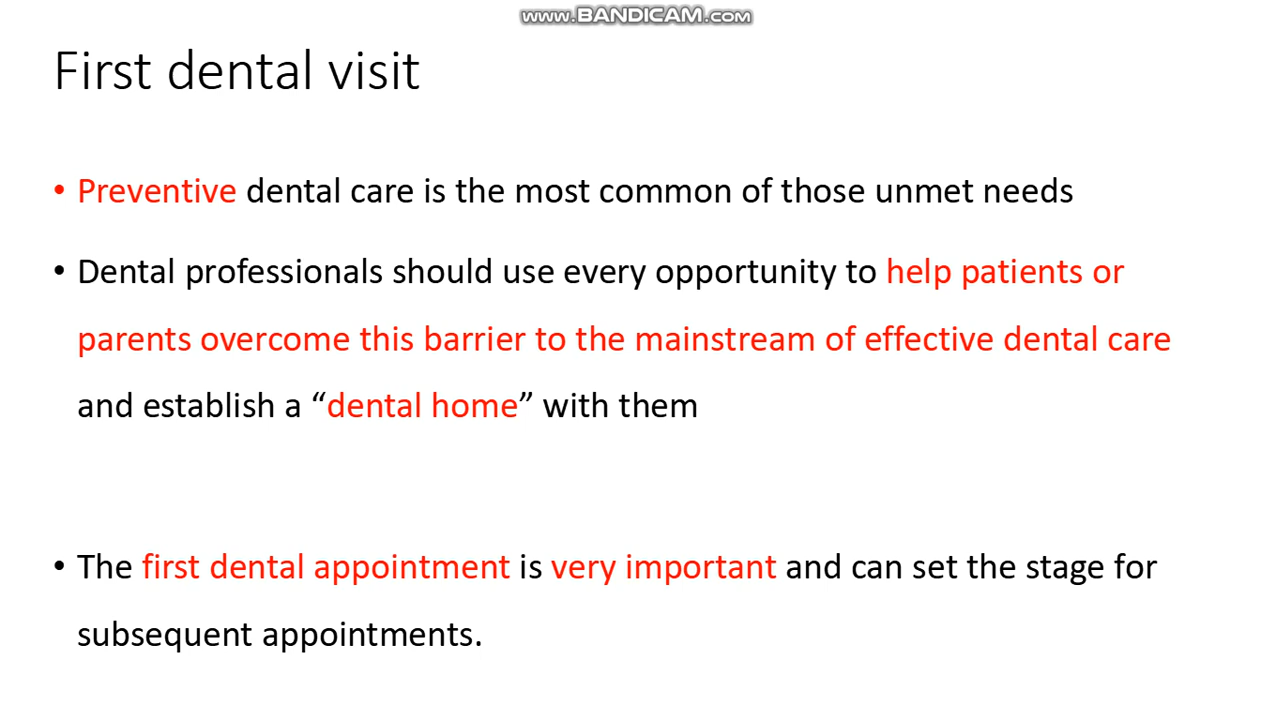 www.BANDICAM.com
First dental visit
• Preventive dental care is the most common of those unmet needs
• Dental professionals should use every opportunity to help patients or
parents overcome this barrier to the mainstream of effective dental care
and establish a “dental home” with them
• The first dental appointment is very important and can set the stage for
subsequent appointments.